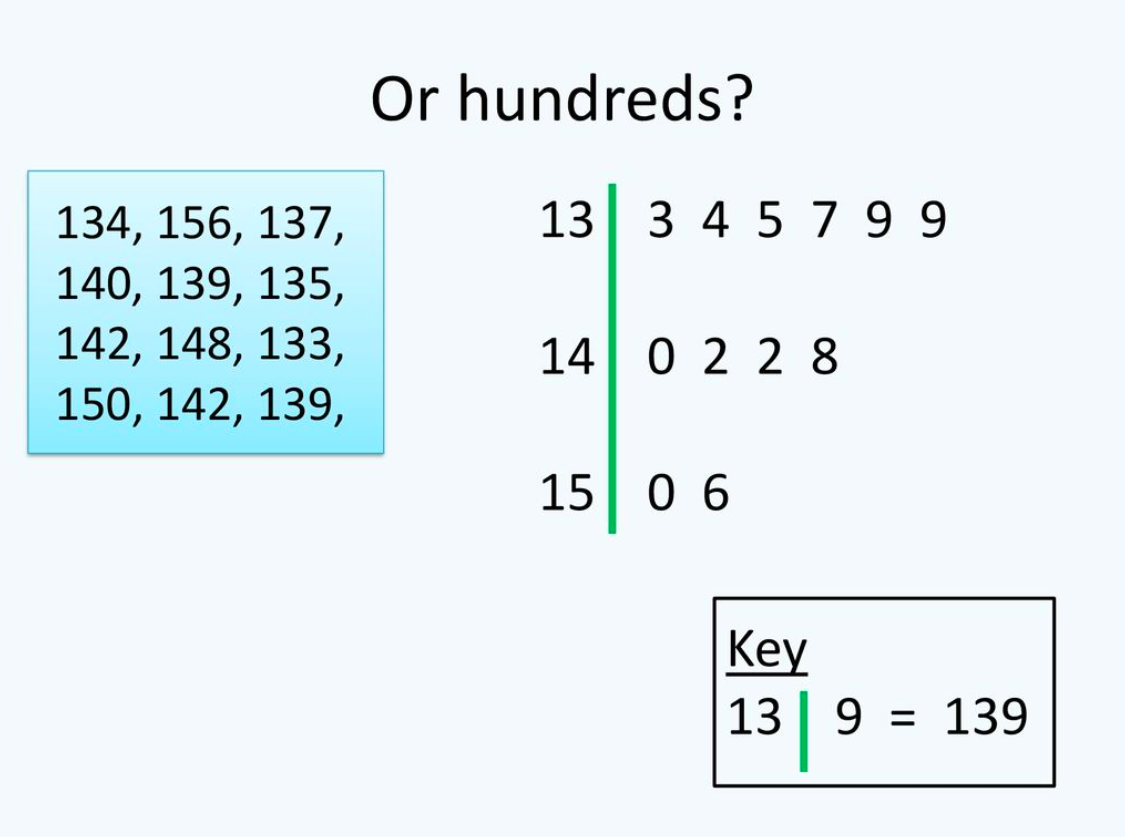 Or hundreds?
134, 156, 137,
140, 139, 135,
142, 148, 133,
150, 142, 139,
13 3 4 5 7 9 9
14 0 2 2 8
15 0 6
Key
13 9 = 139